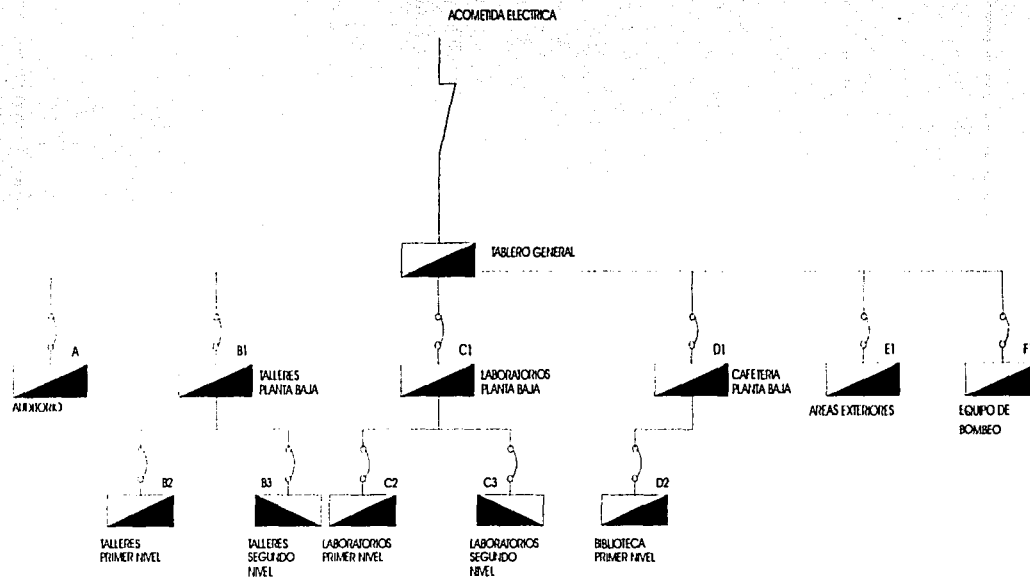 ACOMETIDA ELECTRICA
TABLERO GENERAL
A
AUDITORIO
B1
TALLERES
PLANTA BAJA
C1
LABORATORIOS
PLANTA BAJA
D1
CAFETERIA
PLANTA BAJA
E1
AREAS EXTERIORES
F
EQUIPO DE
BOMBEO
B2
TALLERES
PRIMER NIVEL
B3
TALLERES
SEGUNDO
NIVEL
C2
LABORATORIOS
PRIMER NIVEL
C3
LABORATORIOS
SEGUNDO
NIVEL
D2
BIBLIOTECA
PRIMER NIVEL